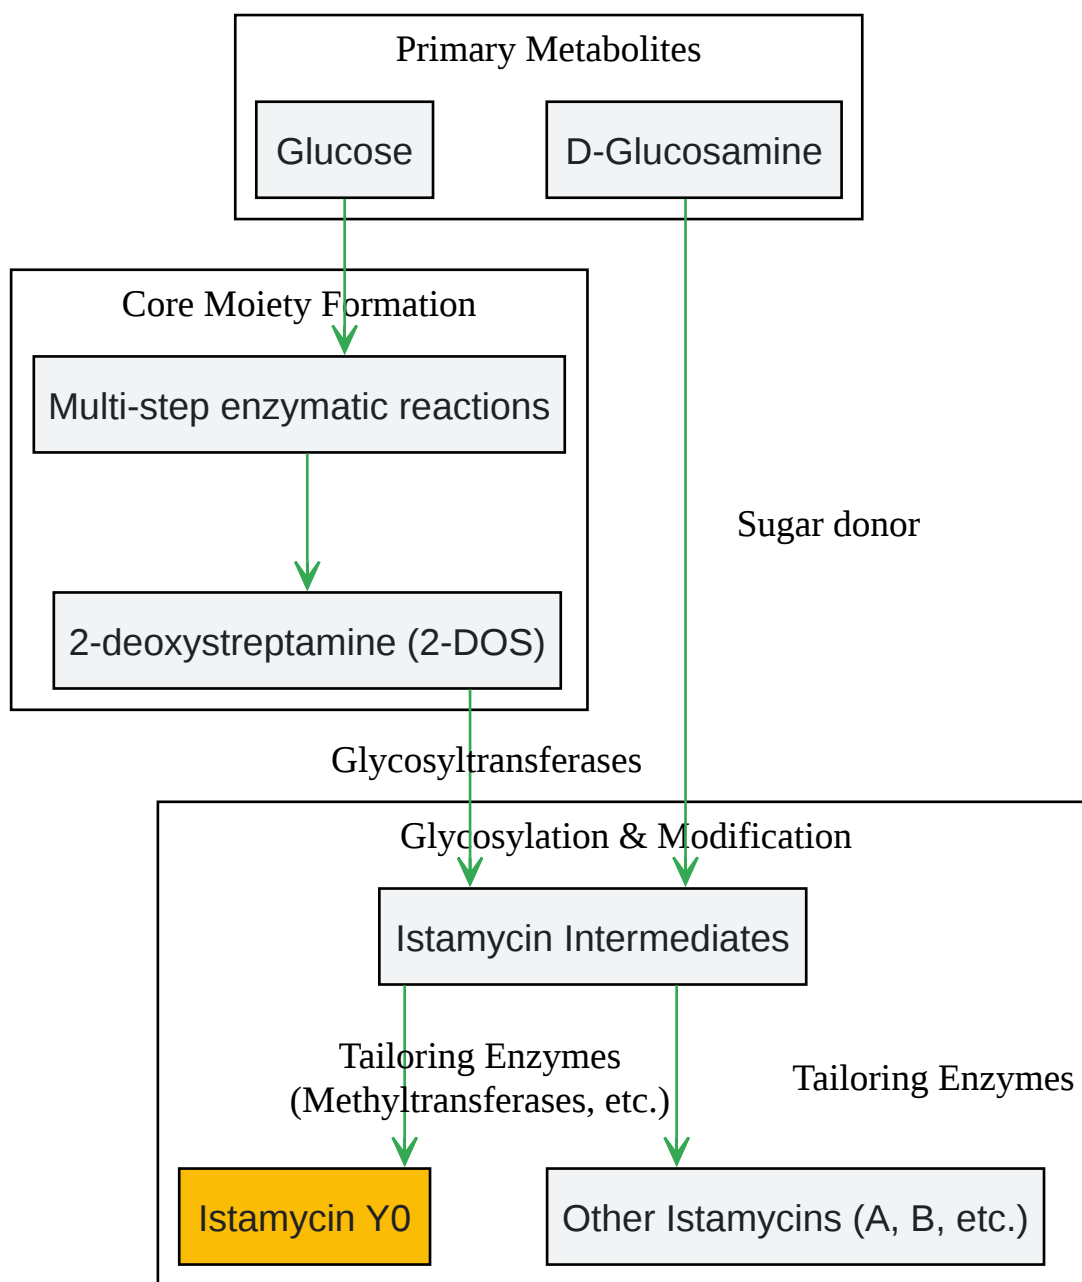 Primary Metabolites
Glucose
D-Glucosamine
Core Moiety Formation
Multi-step enzymatic reactions
Sugar donor
2-deoxystreptamine (2-DOS)
Glycosyltransferases
Glycosylation & Modification
Istamycin Intermediates
Tailoring Enzymes
(Methyltransferases, etc.)
Tailoring Enzymes
Istamycin Y0
Other Istamycins (A, B, etc.)